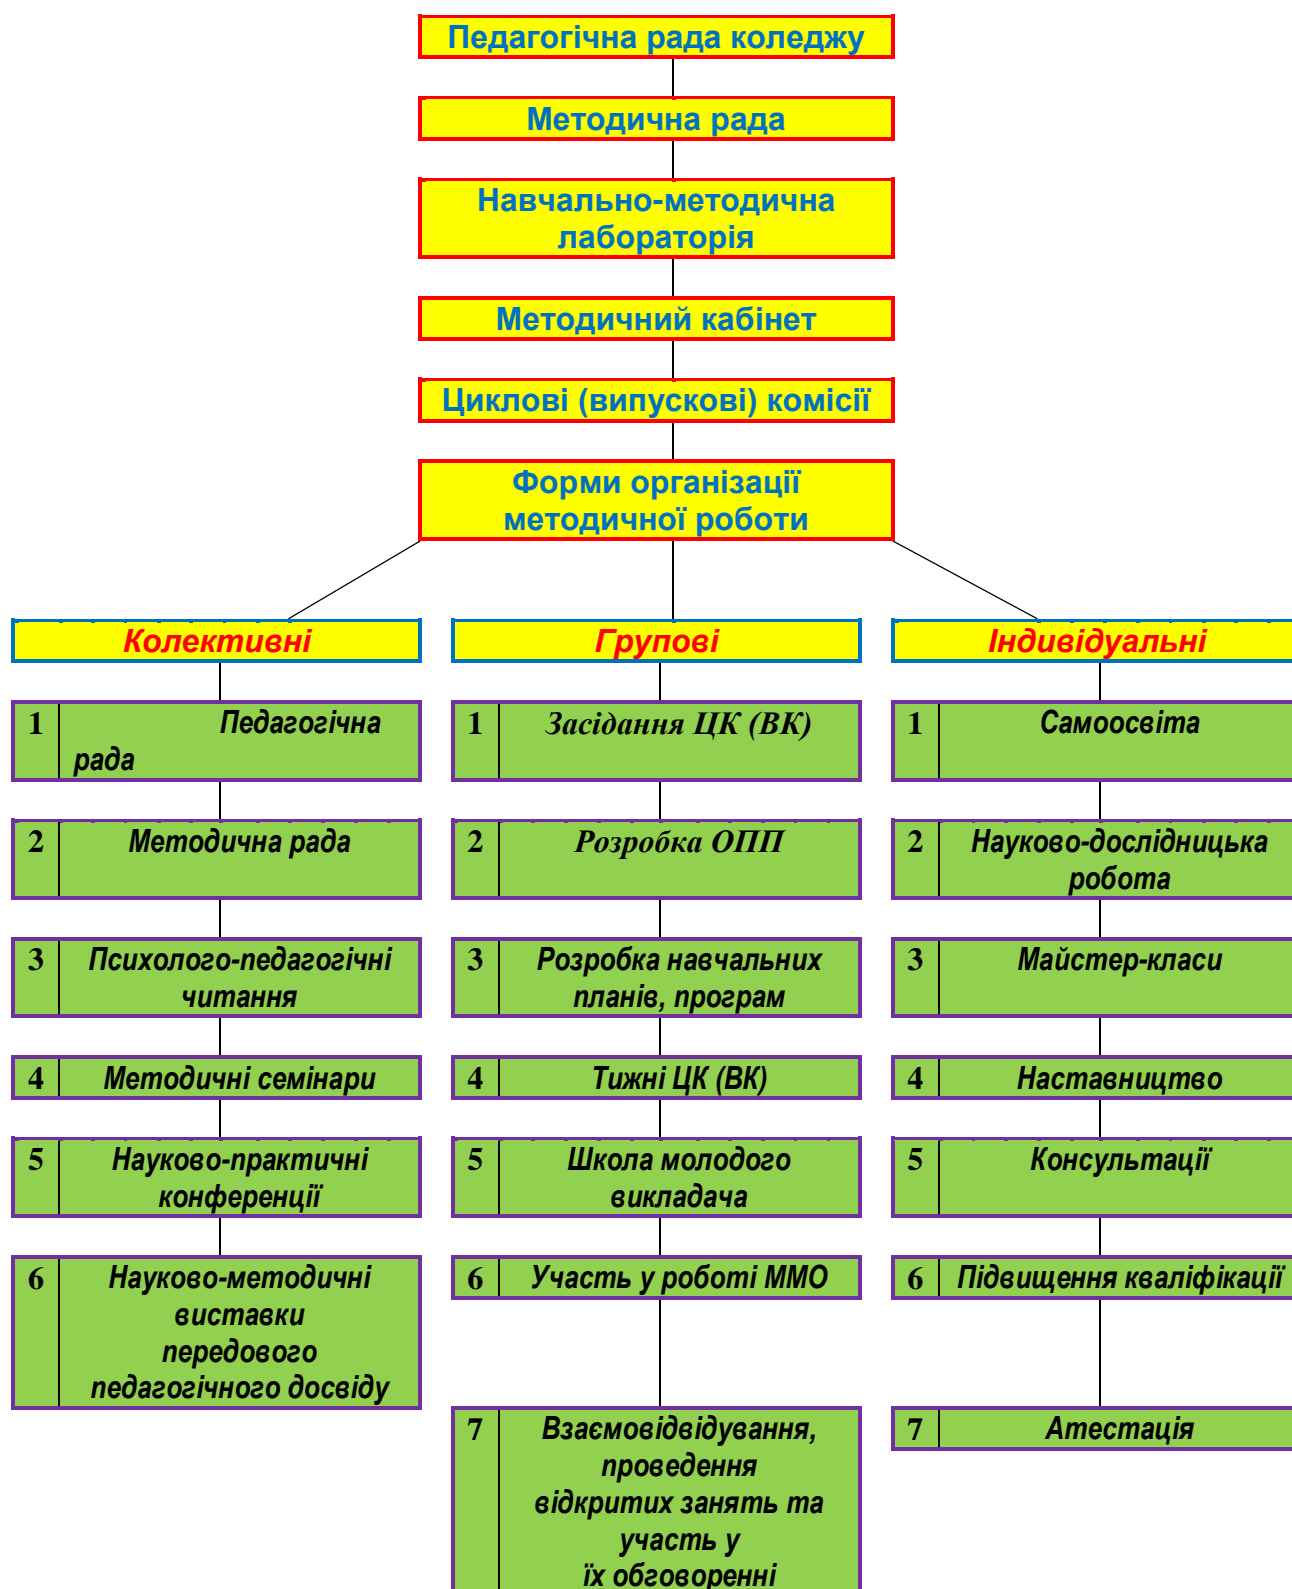 Педагогічна рада коледжу
Методична рада
Навчально-методична
лабораторія
Методичний кабінет
Циклові (випускові) комісії
Форми організації
методичної роботи
Колективні
1 Педагогічна
рада
2 Методична рада
3 Психолого-педагогічні
читання
4 Методичні семінари
5 Науково-практичні
конференції
6 Науково-методичні
виставки
передового
педагогічного досвіду
Групові
1 Засідання ЦК (ВК)
2 Розробка ОПП
3 Розробка навчальних
планів, програм
4 Тижні ЦК (ВК)
5 Школа молодого
викладача
6 Участь у роботі ММО
7 Взаємовідвідування,
проведення
відкритих занять та
участь у
їх обговоренні
Індивідуальні
1 Самоосвіта
2 Науково-дослідницька
робота
3 Майстер-класи
4 Наставництво
5 Консультації
6 Підвищення кваліфікації
7 Атестація